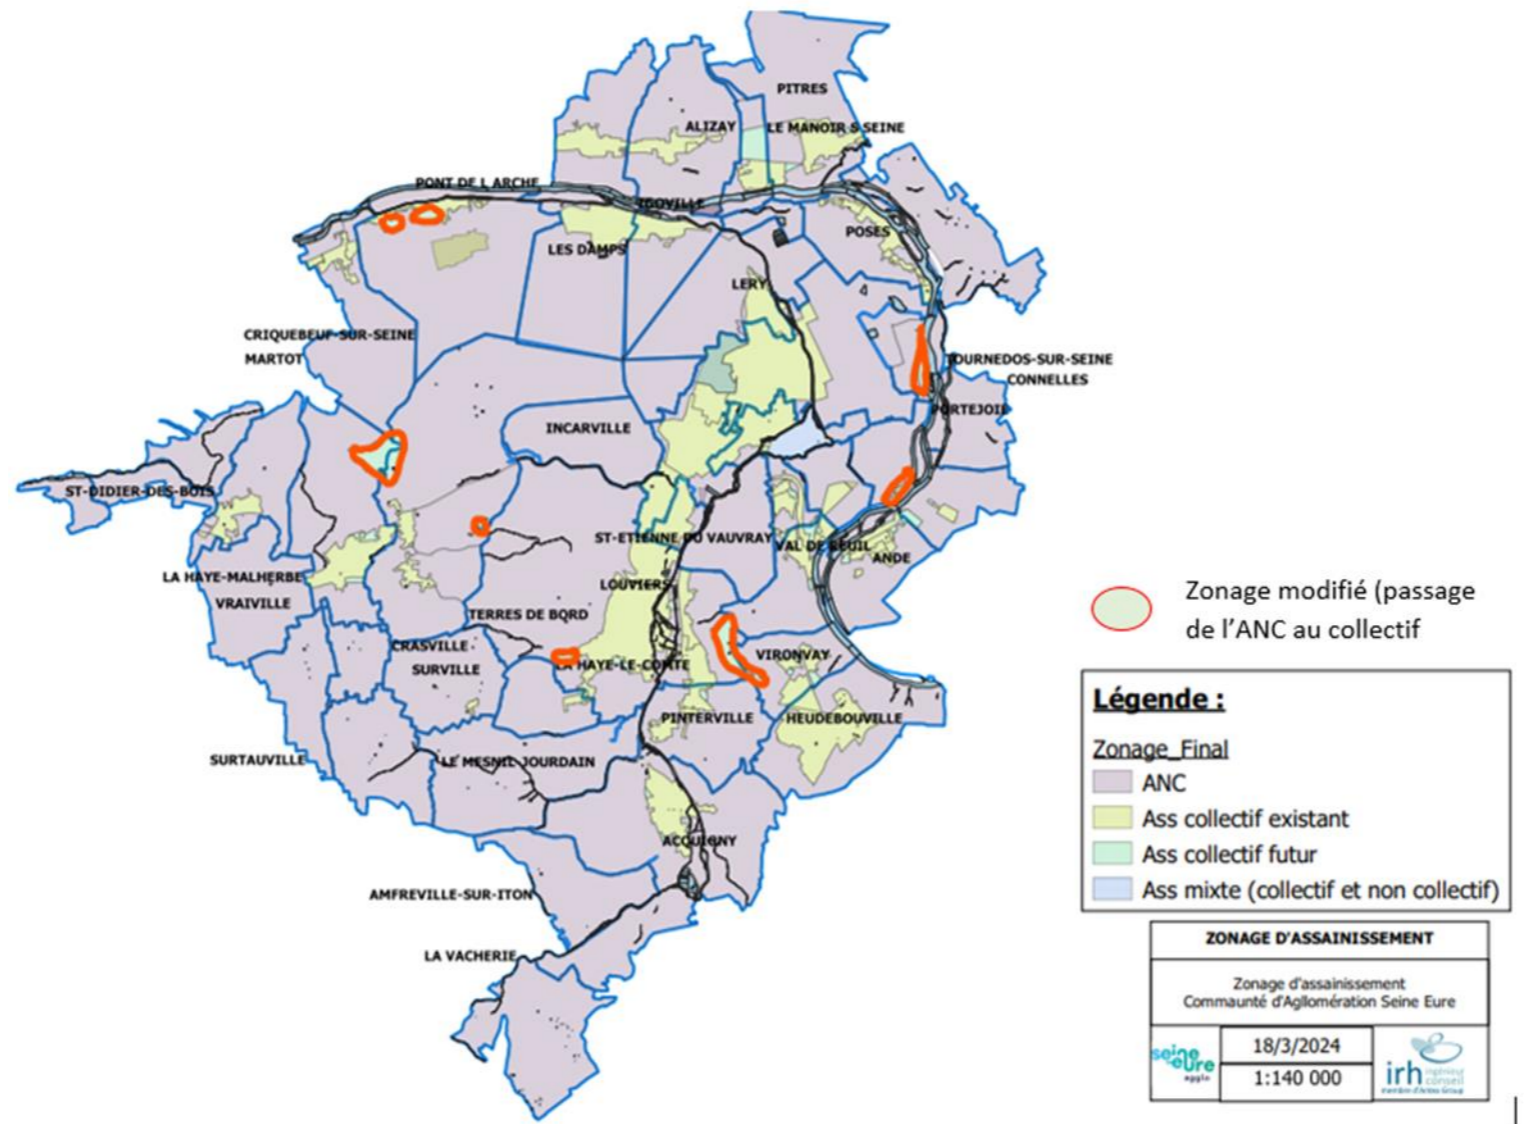 PITRES
ALIZAY
LE MANOIR S SEINE
PONT DE L ARCHE
IGOVILLE
POSES
LES DAMPS
LERY
CRIQUEBEUF-SUR-SEINE
MARTOT
TOURNEDOS-SUR-SEINE
CONNELLES
PORTEJOIE
INCARVILLE
ST-DIDIER-DES-BOIS
ST-ETIENNE DU VAUVRAY
VAL DE REUIL
ANDE
LA HAYE-MALHERBE
LOUVIERS
VRAIVILLE
TERRES DE BORD
CRASVILLE
SURVILLE
LA HAYE-LE-COMTE
VIRONVAY
PINTERVILLE
HEUDEBOUVILLE
SURTAUVILLE
LE MESNIL JOURDAIN
ACQUIGNY
AMFREVILLE-SUR-ITON
LA VACHERIE
Zonage modifié (passage
de l'ANC au collectif
Légende :
Zonage_Final
ANC
Ass collectif existant
Ass collectif futur
Ass mixte (collectif et non collectif)
ZONAGE D'ASSAINISSEMENT
Zonage d'assainissement
Commauté d'Agllomération Seine Eure
seine eure
agglo
18/3/2024
1:140 000
irh ingénieur
conseil